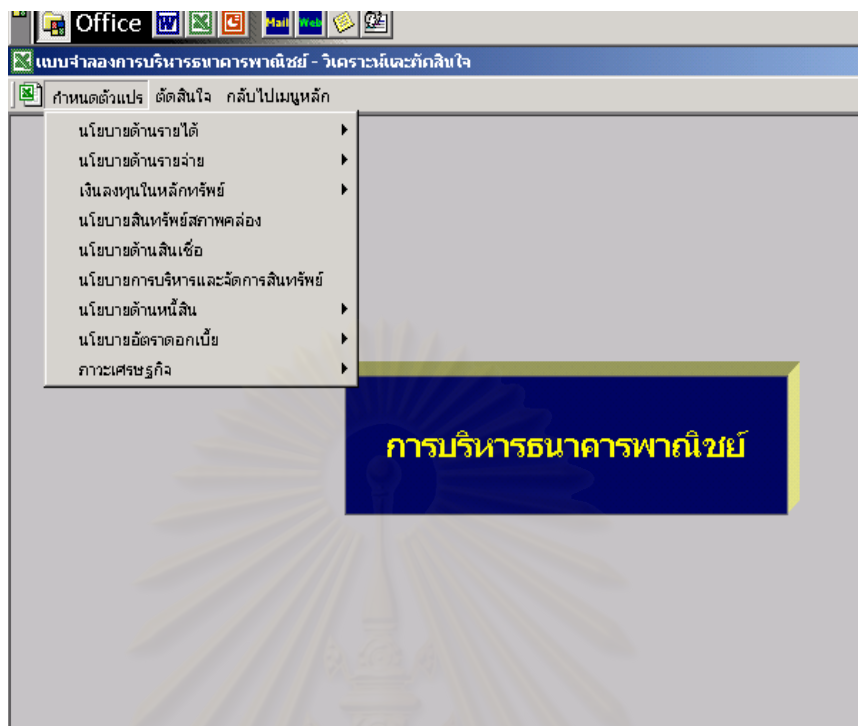 Office W X Mail Web
แบบจำลองการบริหารธนาคารพาณิชย์ - วิเคราะห์และตัดสินใจ
กำหนดตัวแปร ตัดสินใจ กลับไปเมนูหลัก
นโยบายด้านรายได้
นโยบายด้านรายจ่าย
เงินลงทุนในหลักทรัพย์
นโยบายสินทรัพย์สภาพคล่อง
นโยบายด้านสินเชื่อ
นโยบายการบริหารและจัดการสินทรัพย์
นโยบายด้านหนี้สิน
นโยบายอัตราดอกเบี้ย
ภาวะเศรษฐกิจ
การบริหารธนาคารพาณิชย์